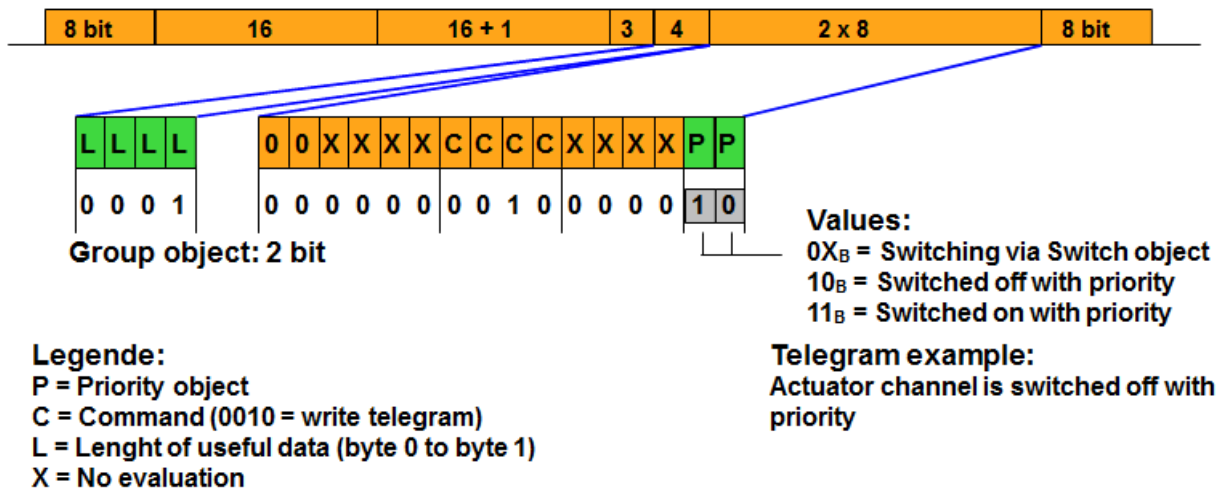 8 bit 16 16 + 1 3 4 2 x 8 8 bit
L L L L 0 0 X X X X C C C C X X X X P P
0 0 0 1 0 0 0 0 0 0 0 0 1 0 0 0 0 0 1 0
Group object: 2 bit
Values:
0XB = Switching via Switch object
10B = Switched off with priority
11B = Switched on with priority
Legende:
P = Priority object
C = Command (0010 = write telegram)
L = Lenght of useful data (byte 0 to byte 1)
X = No evaluation
Telegram example:
Actuator channel is switched off with
priority